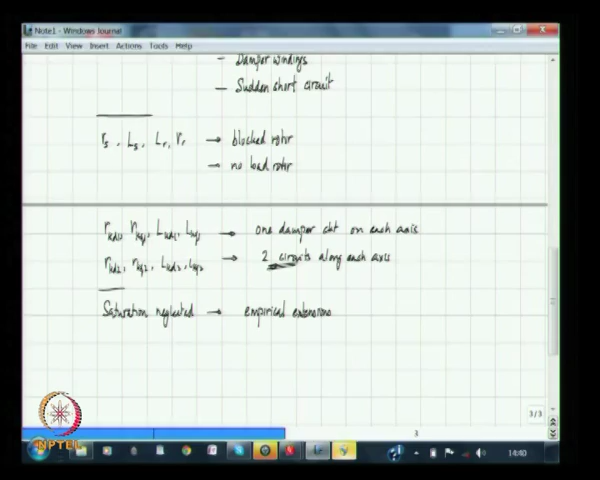 Note1 - Windows Journal
File Edit View Insert Actions Tools Help
- Damper windings
- Sudden short circuit
rs, Ls, Lr, rr → blocked rotor
→ no load rotor
rkd1, rkq1, Lkd1, Lkq1 → one damper ckt on each axis
rkd2, rkq2, Lkd2, Lkq2 → 2 circuits along each axis
Saturation neglected → empirical extensions
3/3
3
NPTEL
14:40